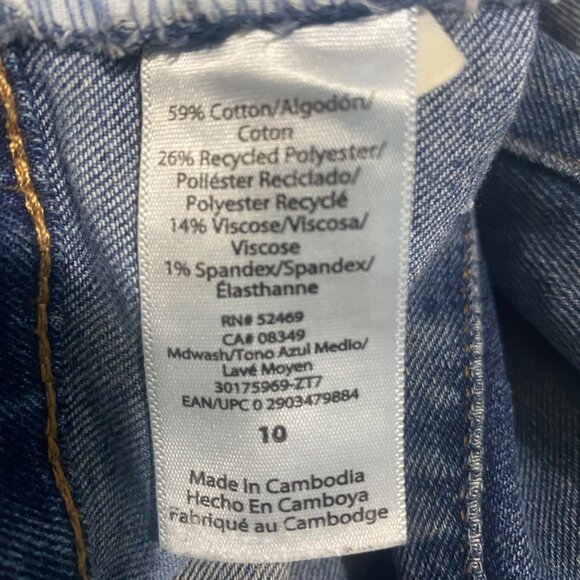 59% Cotton/Algodón/
Coton
26% Recycled Polyester/
Poliéster Reciclado/
Polyester Recyclé
14% Viscose/Viscosa/
Viscose
1% Spandex/Spandex/
Élasthanne
RN# 52469
CA# 08349
Mdwash/Tono Azul Medio/
Lavé Moyen
30175969-ZT7
EAN/UPC 0 2903479884
10
Made In Cambodia
Hecho En Camboya
Fabriqué au Cambodge